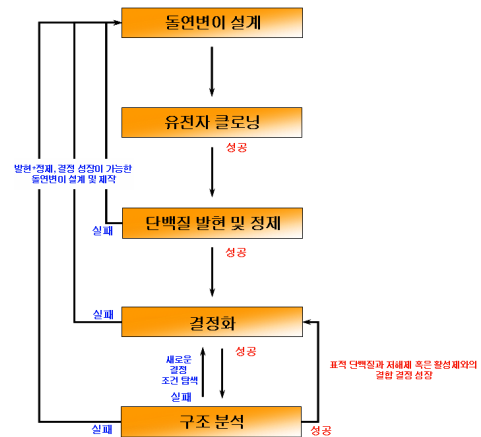 돌연변이 설계
유전자 클로닝
성공
발현*정제, 결정 성장이 가능한
돌연변이 설계 및 제작
단백질 발현 및 정제
실패
성공
결정화
실패
새로운
결정
조건 탐색
실패
성공
표적 단백질과 저해제 혹은 활성제와의
결합 결정 성장
구조 분석
실패
성공